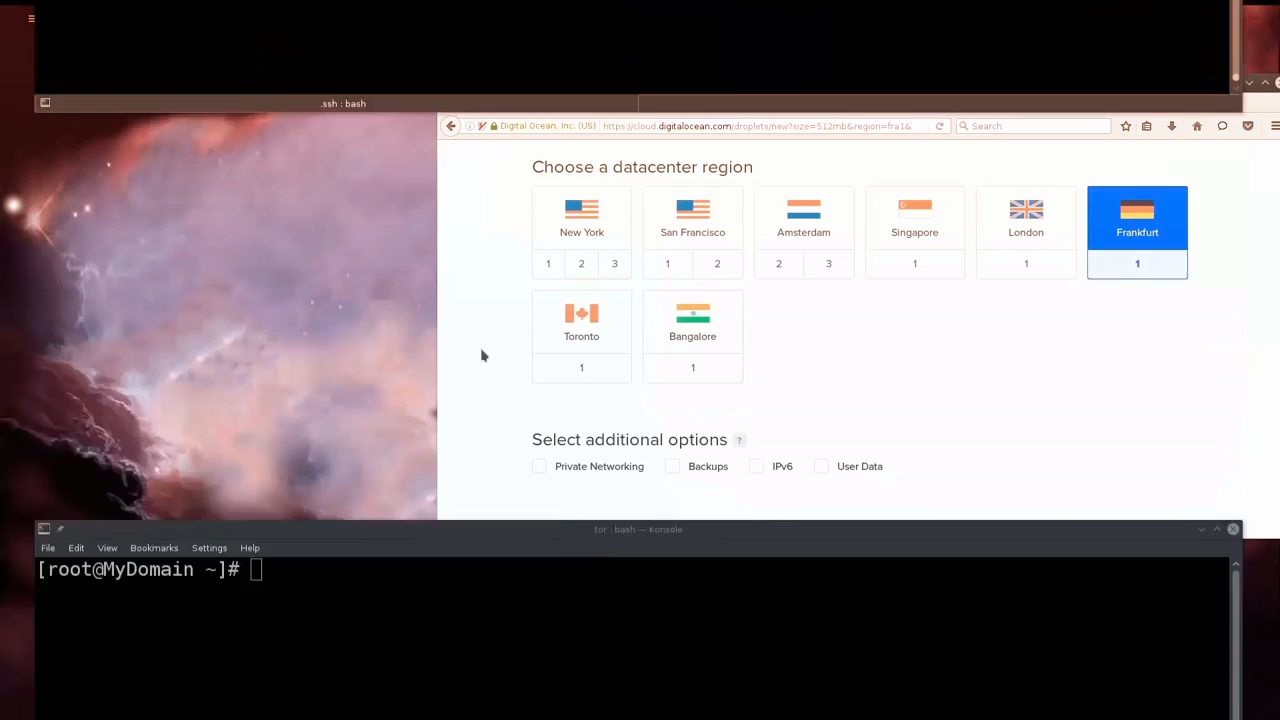 .ssh : bash
Digital Ocean, Inc. (US) https://cloud.digitalocean.com/droplets/new?size=512mb&region=fra1& Search
Choose a datacenter region
New York San Francisco Amsterdam Singapore London Frankfurt
1 2 3 1 2 2 3 1 1 1
Toronto Bangalore
1 1
Select additional options ?
Private Networking Backups IPv6 User Data
tor : bash — Konsole
File Edit View Bookmarks Settings Help
[root@MyDomain ~]#